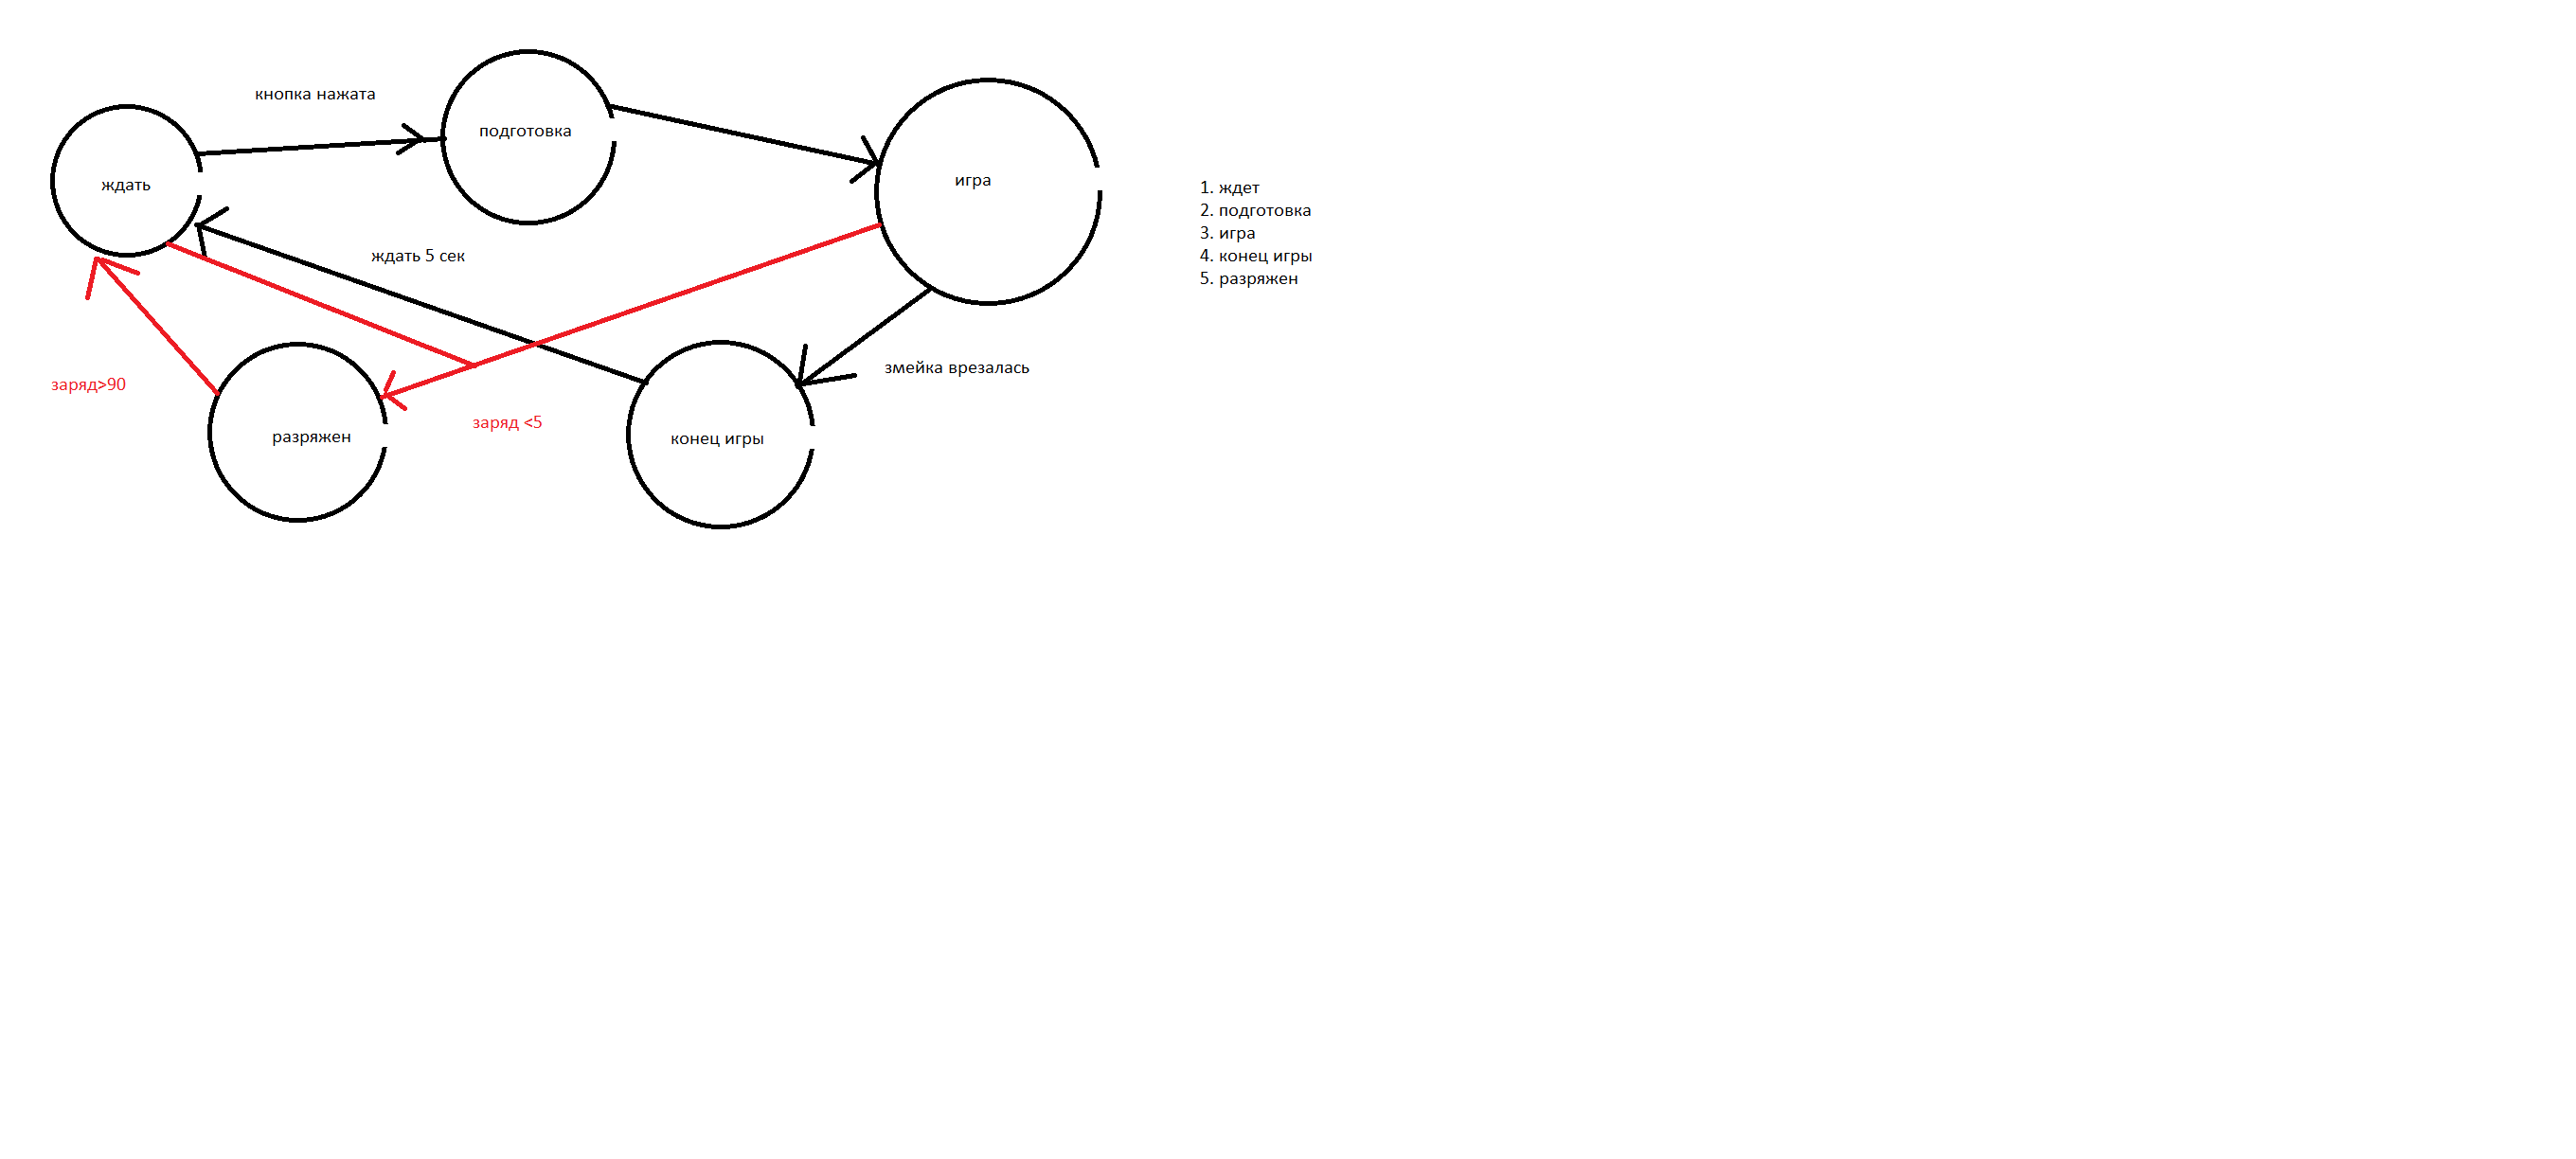 кнопка нажата
подготовка
ждать
игра
ждать 5 сек
змейка врезалась
заряд>90
заряд <5
разряжен
конец игры
1. ждет
2. подготовка
3. игра
4. конец игры
5. разряжен